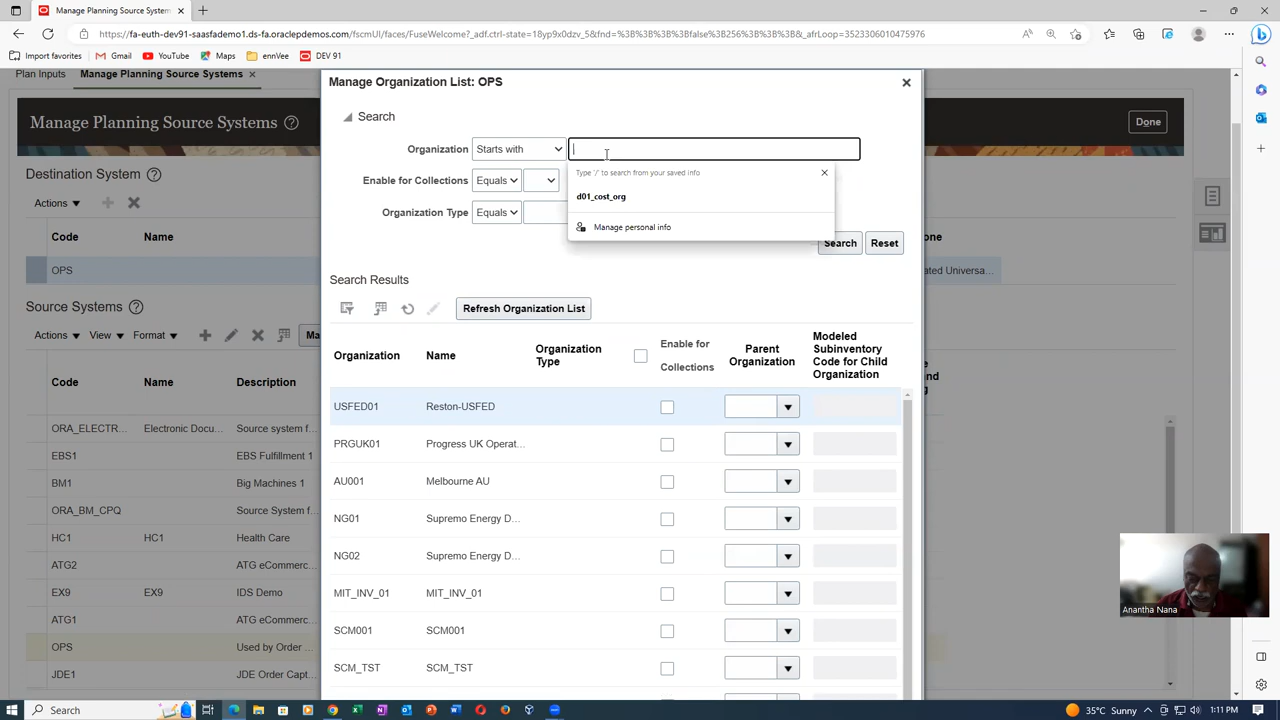 Manage Planning Source Sys
https://fa-euth-dev91-saasfademo1.ds-fa.oraclepdemos.com/fscmUI/faces/FuseWelcome?_adf.ctrl-state=18yp9x0dzv_5&fnd=%3B%3B%3B%3Bfalse%3B256%3B%3B%3B&_afrLoop=3523306010475976
Import favorites
Gmail
YouTube
Maps
ennVee
DEV 91
Plan Inputs
Manage Planning Source Systems
Manage Planning Source Systems
Done
Destination System
Actions
Code
OPS
Source Systems
Actions View Format
Code Name Description
ORA_ELECTR... Electronic Docu... Source system f
EBS1 EBS Fulfillment 1
BM1 Big Machines 1
ORA_BM_CPQ Source System f
HC1 HC1 Health Care
ATG2 ATG eCommerc
EX9 EX9 IDS Demo
ATG1 ATG eCommerc
OPS Used by Order
JDE1 JDE Order Capt
Manage Organization List: OPS
Search
Organization Starts with
Type '/' to search from your saved info
d01_cost_org
Manage personal info
Enable for Collections Equals
Organization Type Equals
Search Reset
Search Results
Refresh Organization List
Organization Name Organization Type Enable for Collections Parent Organization Modeled Subinventory Code for Child Organization
USFED01 Reston-USFED
PRGUK01 Progress UK Operat...
AU001 Melbourne AU
NG01 Supremo Energy D...
NG02 Supremo Energy D...
MIT_INV_01 MIT_INV_01
SCM001 SCM001
SCM_TST SCM_TST
one
ated Universa...
Anantha Nana
Search
35°C Sunny
1:11 PM